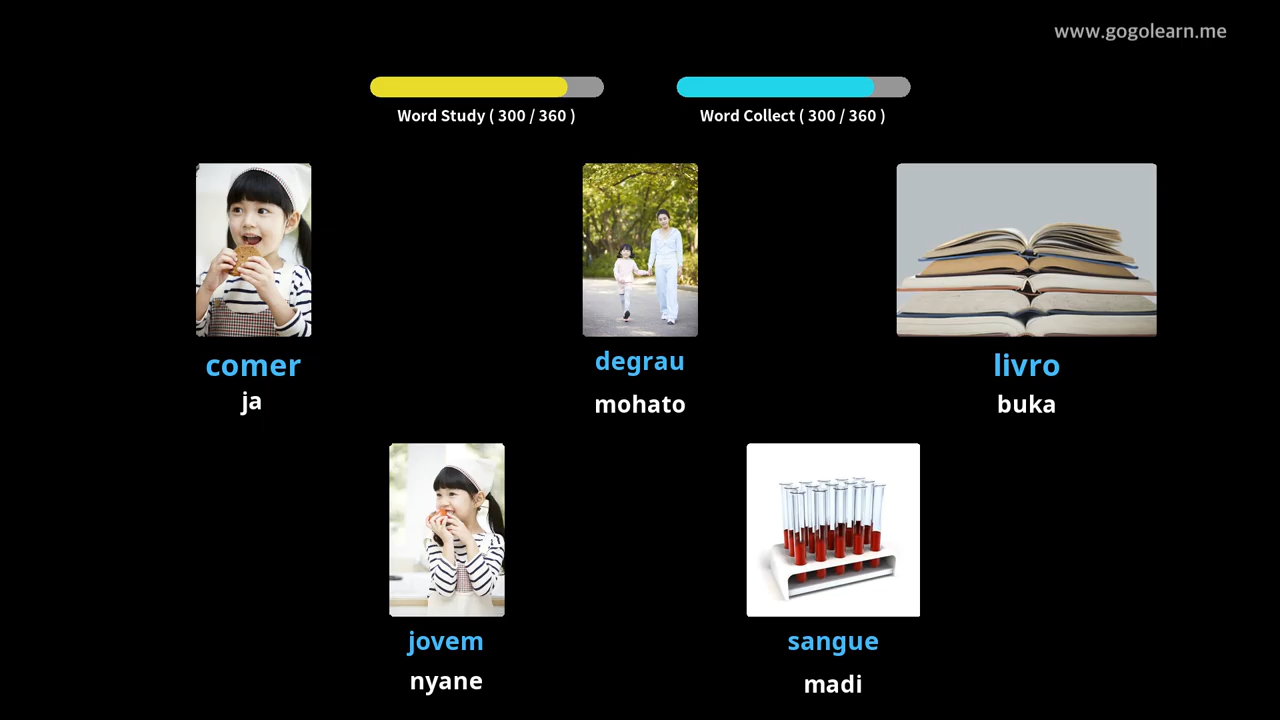 www.gogolearn.me
Word Study ( 300 / 360 )
Word Collect ( 300 / 360 )
comer
ja
degrau
mohato
livro
buka
jovem
nyane
sangue
madi